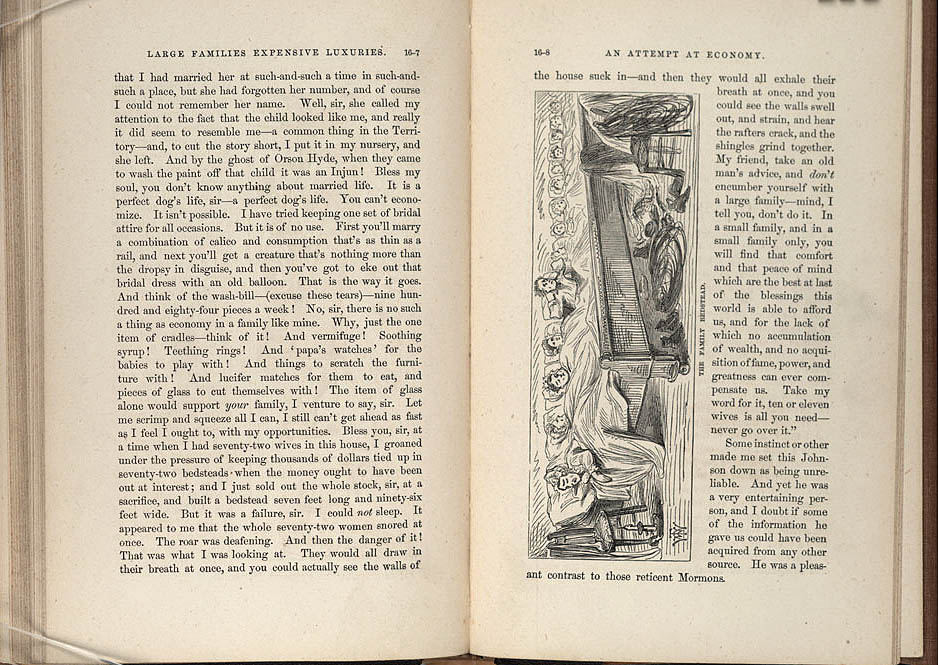 LARGE FAMILIES EXPENSIVE LUXURIES. 16-7
that I had married her at such-and-such a time in such-and-
such a place, but she had forgotten her number, and of course
I could not remember her name. Well, sir, she called my
attention to the fact that the child looked like me, and really
it did seem to resemble me—a common thing in the Terri-
tory—and, to cut the story short, I put it in my nursery, and
she left. And by the ghost of Orson Hyde, when they came
to wash the paint off that child it was an Injun! Bless my
soul, you don't know anything about married life. It is a
perfect dog's life, sir—a perfect dog's life. You can't econo-
mize. It isn't possible. I have tried keeping one set of bridal
attire for all occasions. But it is of no use. First you'll marry
a combination of calico and consumption that's as thin as a
rail, and next you'll get a creature that's nothing more than
the dropsy in disguise, and then you've got to eke out that
bridal dress with an old balloon. That is the way it goes.
And think of the wash-bill—(excuse these tears)—nine hun-
dred and eighty-four pieces a week! No, sir, there is no such
a thing as economy in a family like mine. Why, just the one
item of cradles—think of it! And vermifuge! Soothing
syrup! Teething rings! And 'papa's watches' for the
babies to play with! And things to scratch the furni-
ture with! And lucifer matches for them to eat, and
pieces of glass to cut themselves with! The item of glass
alone would support your family, I venture to say, sir. Let
me scrimp and squeeze all I can, I still can't get ahead as fast
as I feel I ought to, with my opportunities. Bless you, sir, at
a time when I had seventy-two wives in this house, I groaned
under the pressure of keeping thousands of dollars tied up in
seventy-two bedsteads when the money ought to have been
out at interest; and I just sold out the whole stock, sir, at a
sacrifice, and built a bedstead seven feet long and ninety-six
feet wide. But it was a failure, sir. I could not sleep. It
appeared to me that the whole seventy-two women snored at
once. The roar was deafening. And then the danger of it!
That was what I was looking at. They would all draw in
their breath at once, and you could actually see the walls of
16-8 AN ATTEMPT AT ECONOMY.
the house suck in—and then they would all exhale their
breath at once, and you
could see the walls swell
out, and strain, and hear
the rafters crack, and the
shingles grind together.
My friend, take an old
man's advice, and don't
encumber yourself with
a large family—mind, I
tell you, don't do it. In
a small family, and in a
small family only, you
will find that comfort
and that peace of mind
which are the best at last
of the blessings this
world is able to afford
us, and for the lack of
which no accumulation
of wealth, and no acqui-
sition of fame, power, and
greatness can ever com-
pensate us. Take my
word for it, ten or eleven
wives is all you need—
never go over it."
Some instinct or other
made me set this John-
son down as being unre-
liable. And yet he was
a very entertaining per-
son, and I doubt if some
of the information he
gave us could have been
acquired from any other
source. He was a pleas-
ant contrast to those reticent Mormons.
THE FAMILY BEDSTEAD.